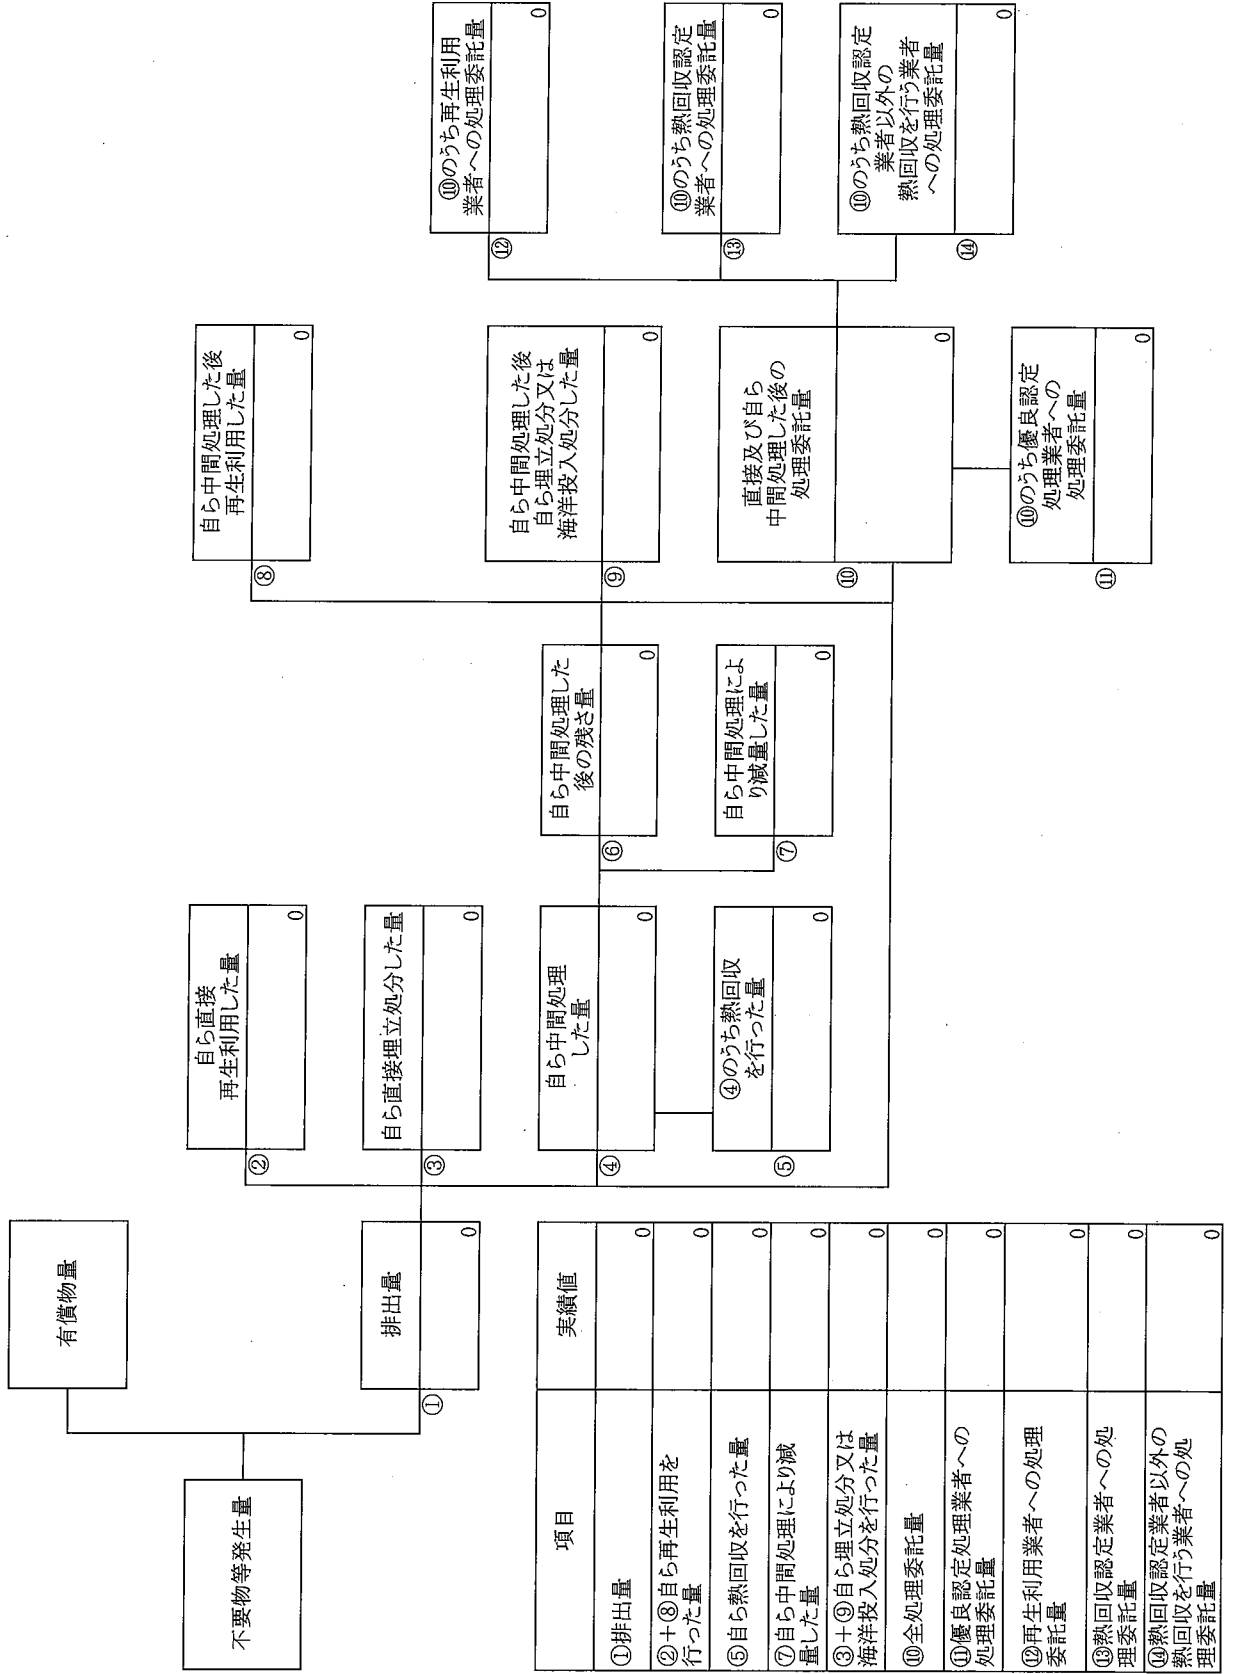 不要物等発生量
有償物量
①
排出量
0
②
自ら直接
再生利用した量
0
③
自ら直接埋立処分した量
0
④
自ら中間処理
した量
0
⑤
④のうち熱回収
を行った量
0
⑥
自ら中間処理した
後の残さ量
0
⑦
自ら中間処理によ
り減量した量
0
⑧
自ら中間処理した後
再生利用した量
0
⑨
自ら中間処理した後
自ら埋立処分又は
海洋投入処分した量
0
⑩
直接及び自ら
中間処理した後の
処理委託量
0
⑪
⑩のうち優良認定
処理業者への
処理委託量
0
⑫
⑩のうち再生利用
業者への処理委託量
0
⑬
⑩のうち熱回収認定
業者への処理委託量
0
⑭
⑩のうち熱回収認定
業者以外の
熱回収を行う業者
への処理委託量
0
項目 実績値
①排出量 0
②+⑧自ら再生利用を
行った量 0
⑤自ら熱回収を行った量 0
⑦自ら中間処理により減
量した量 0
③+⑨自ら埋立処分又は
海洋投入処分を行った量 0
⑩全処理委託量 0
⑪優良認定処理業者への
処理委託量 0
⑫再生利用業者への処理
委託量 0
⑬熱回収認定業者への処
理委託量 0
⑭熱回収認定業者以外の
熱回収を行う業者への処
理委託量 0